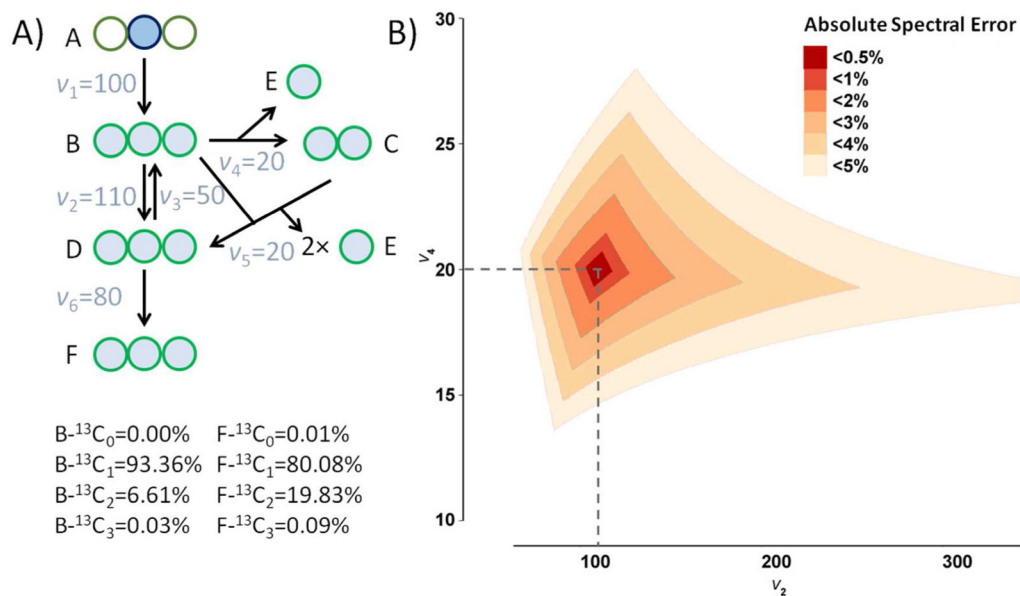 A)
A
v1=100
E
B
C
v4=20
v2=110
v3=50
D
v5=20
2×
E
v6=80
F
B-¹³C₀=0.00% F-¹³C₀=0.01%
B-¹³C₁=93.36% F-¹³C₁=80.08%
B-¹³C₂=6.61% F-¹³C₂=19.83%
B-¹³C₃=0.03% F-¹³C₃=0.09%
B)
Absolute Spectral Error
<0.5%
<1%
<2%
<3%
<4%
<5%
30
25
20
15
10
v4
100
200
300
v2